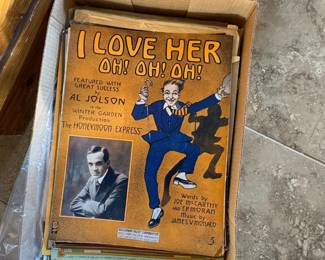 I LOVE HER
OH! OH! OH!
FEATURED WITH
GREAT SUCCESS
by
AL JOLSON
in the
WINTER GARDEN
Production
"The HONEYMOON EXPRESS"
Words by
JOE McCARTHY
and E.P. MORAN
Music by
JAMES V. MONACO
5